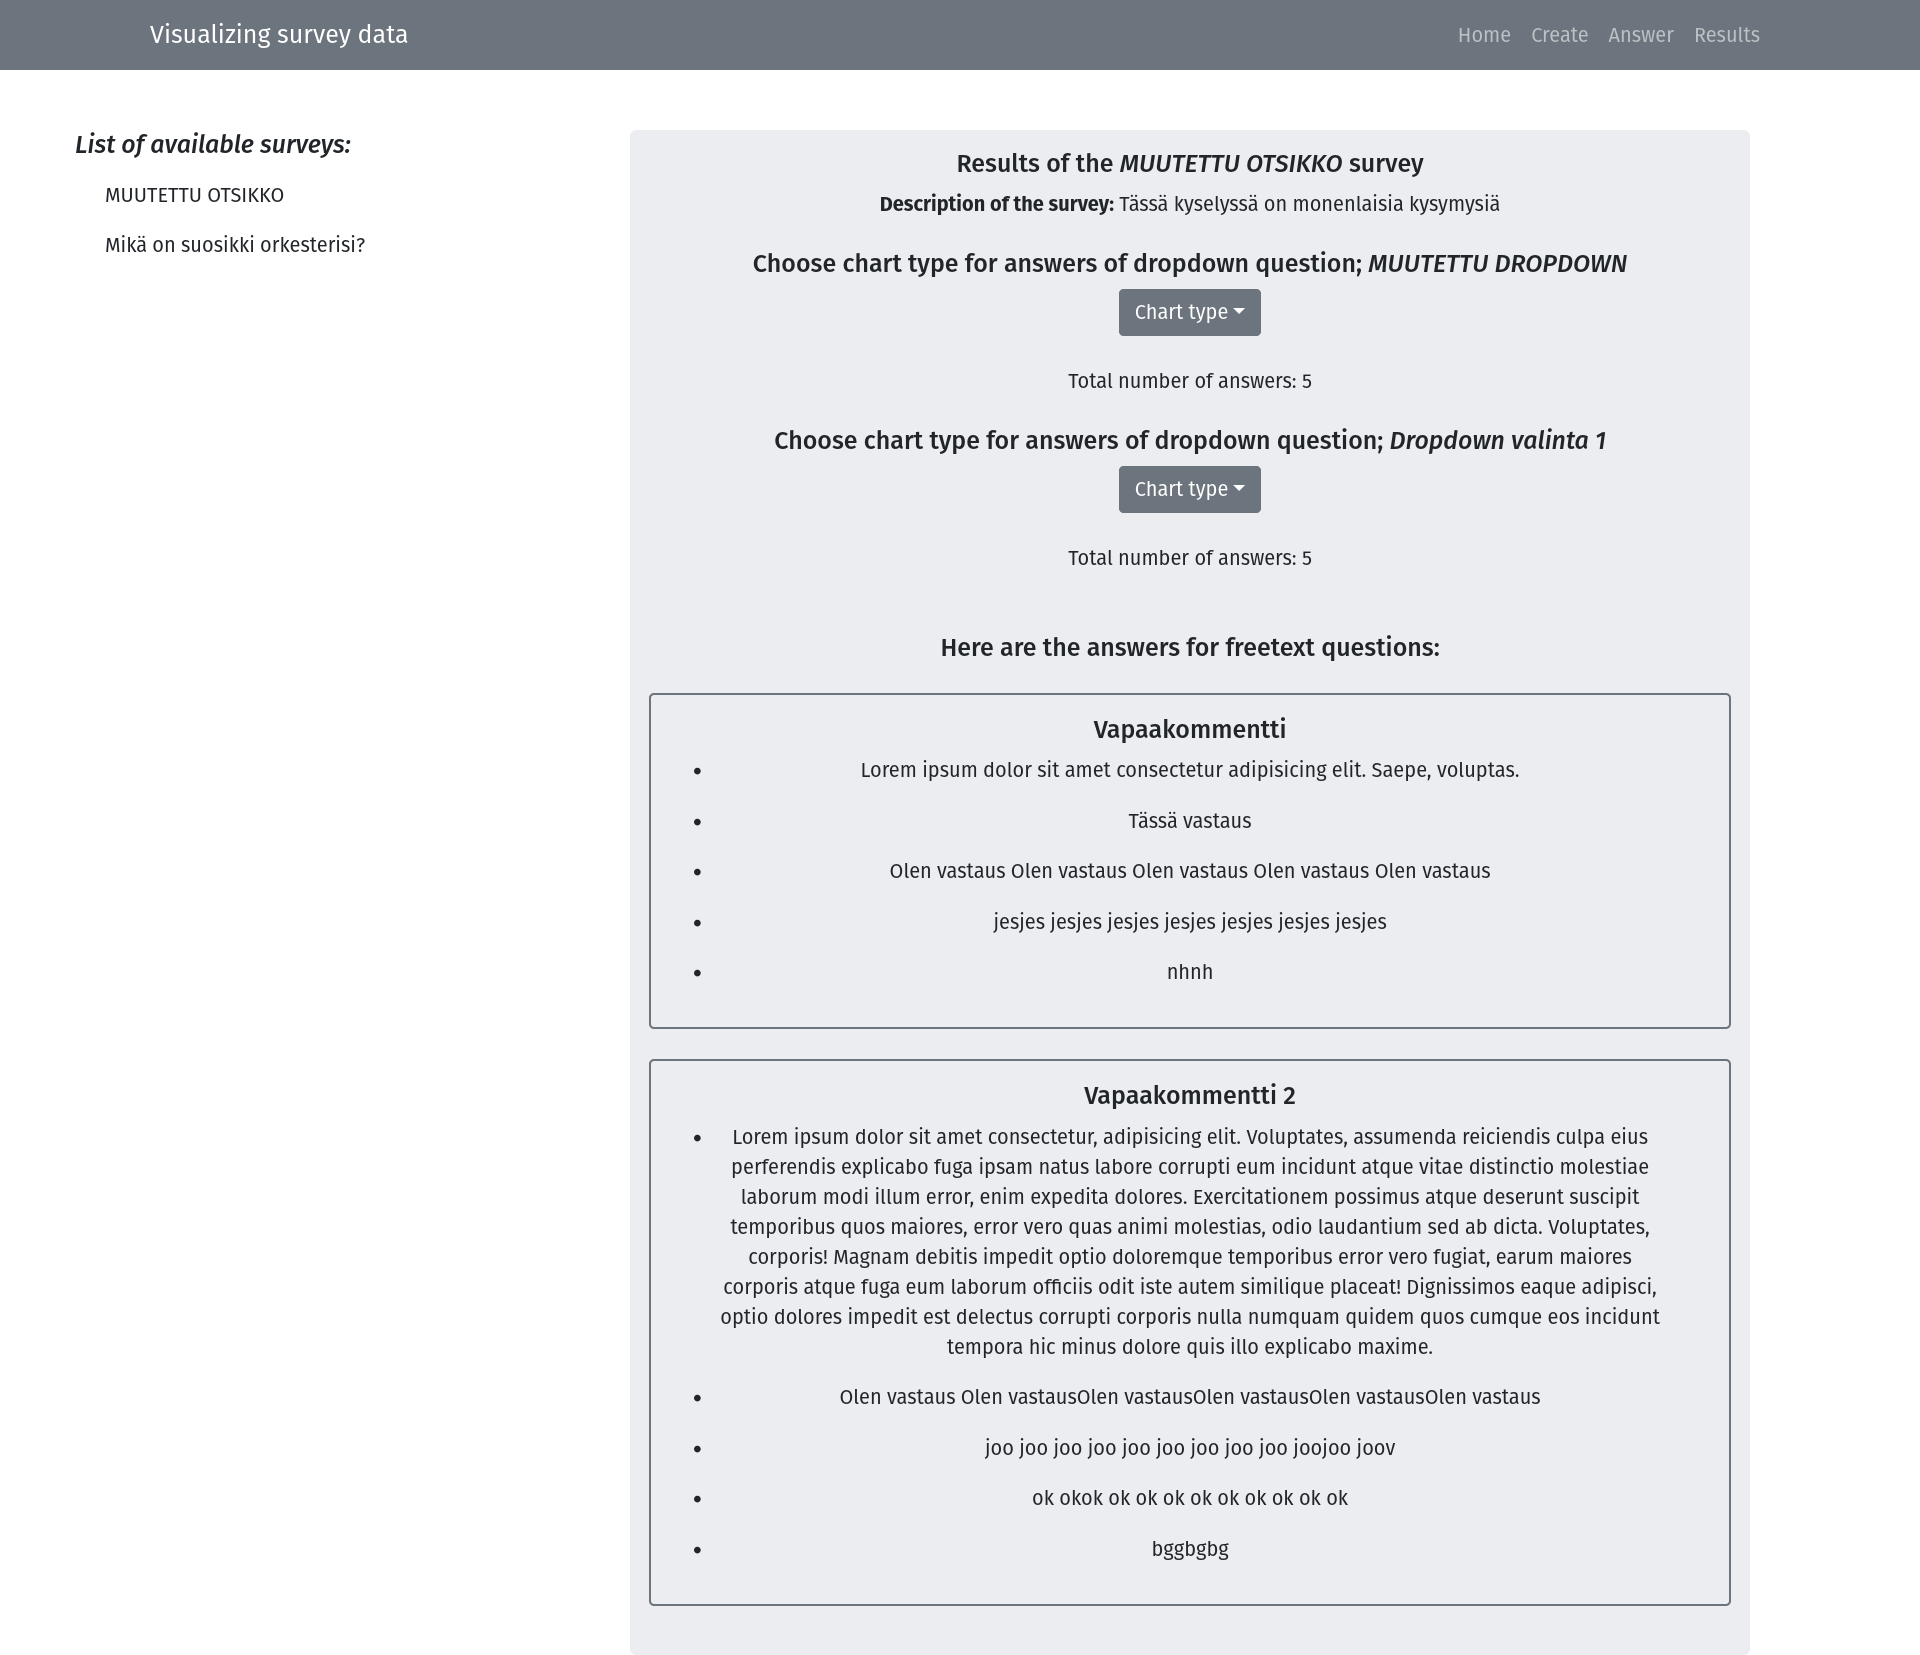 Visualizing survey data
Home Create Answer Results
List of available surveys:
MUUTETTU OTSIKKO
Mikä on suosikki orkesterisi?
Results of the MUUTETTU OTSIKKO survey
Description of the survey: Tässä kyselyssä on monenlaisia kysymysiä
Choose chart type for answers of dropdown question; MUUTETTU DROPDOWN
Chart type
Total number of answers: 5
Choose chart type for answers of dropdown question; Dropdown valinta 1
Chart type
Total number of answers: 5
Here are the answers for freetext questions:
Vapaakommentti
• Lorem ipsum dolor sit amet consectetur adipisicing elit. Saepe, voluptas.
• Tässä vastaus
• Olen vastaus Olen vastaus Olen vastaus Olen vastaus Olen vastaus
• jesjes jesjes jesjes jesjes jesjes jesjes jesjes
• nhnh
Vapaakommentti 2
• Lorem ipsum dolor sit amet consectetur, adipisicing elit. Voluptates, assumenda reiciendis culpa eius
perferendis explicabo fuga ipsam natus labore corrupti eum incidunt atque vitae distinctio molestiae
laborum modi illum error, enim expedita dolores. Exercitationem possimus atque deserunt suscipit
temporibus quos maiores, error vero quas animi molestias, odio laudantium sed ab dicta. Voluptates,
corporis! Magnam debitis impedit optio doloremque temporibus error vero fugiat, earum maiores
corporis atque fuga eum laborum officiis odit iste autem similique placeat! Dignissimos eaque adipisci,
optio dolores impedit est delectus corrupti corporis nulla numquam quidem quos cumque eos incidunt
tempora hic minus dolore quis illo explicabo maxime.
• Olen vastaus Olen vastausOlen vastausOlen vastausOlen vastausOlen vastaus
• joo joo joo joo joo joo joo joo joo joojoo joov
• ok okok ok ok ok ok ok ok ok ok ok
• bggbgbg